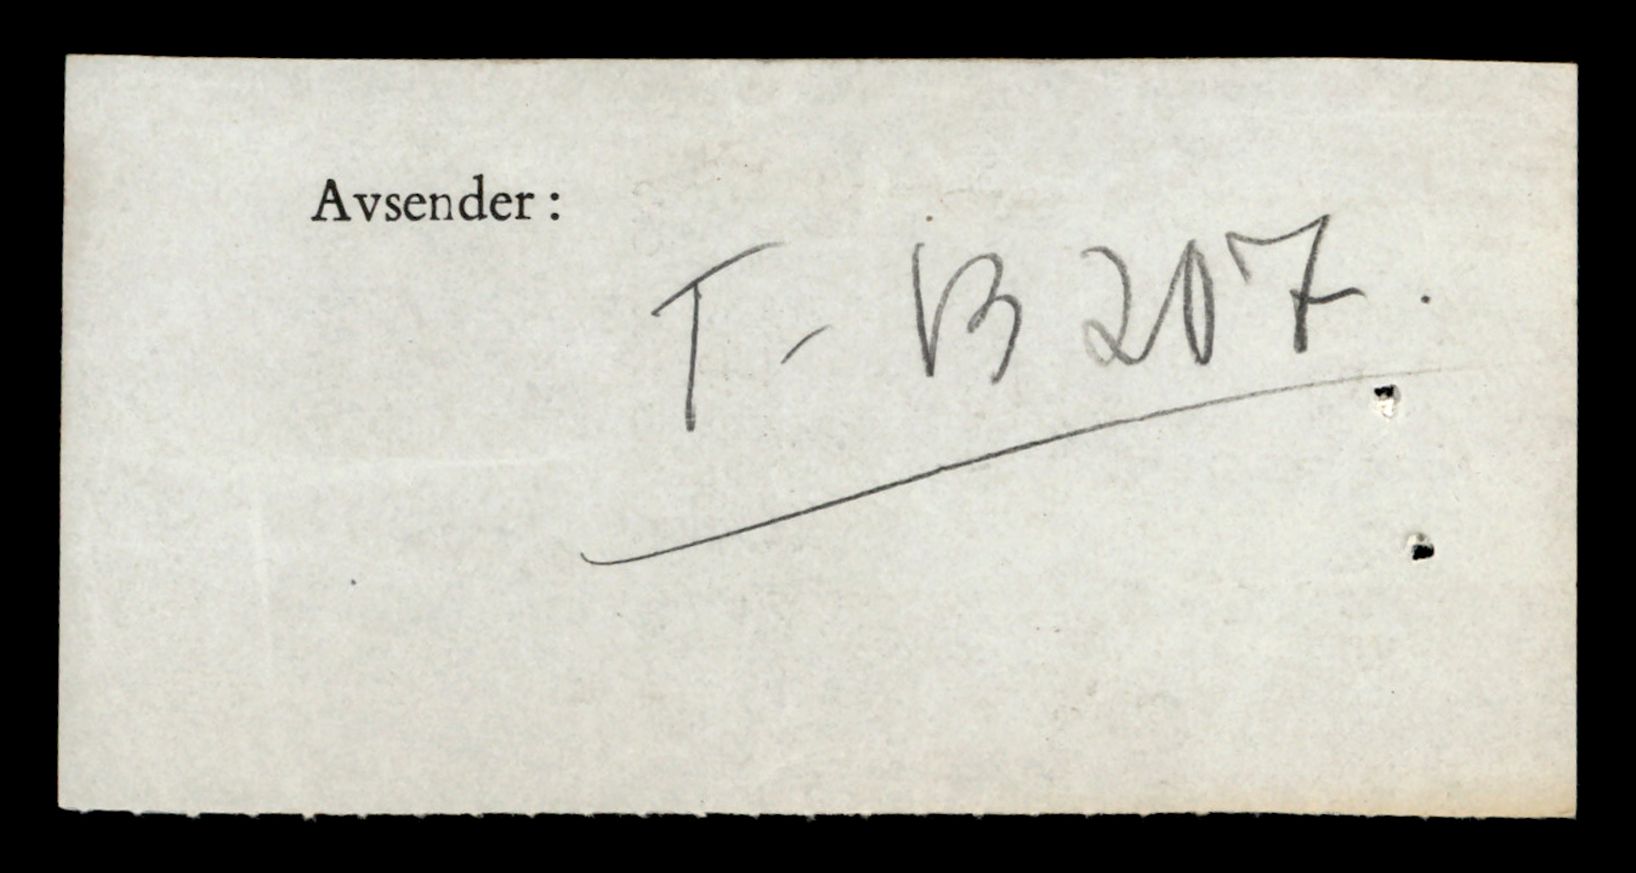 Avsender:
T - B 207.